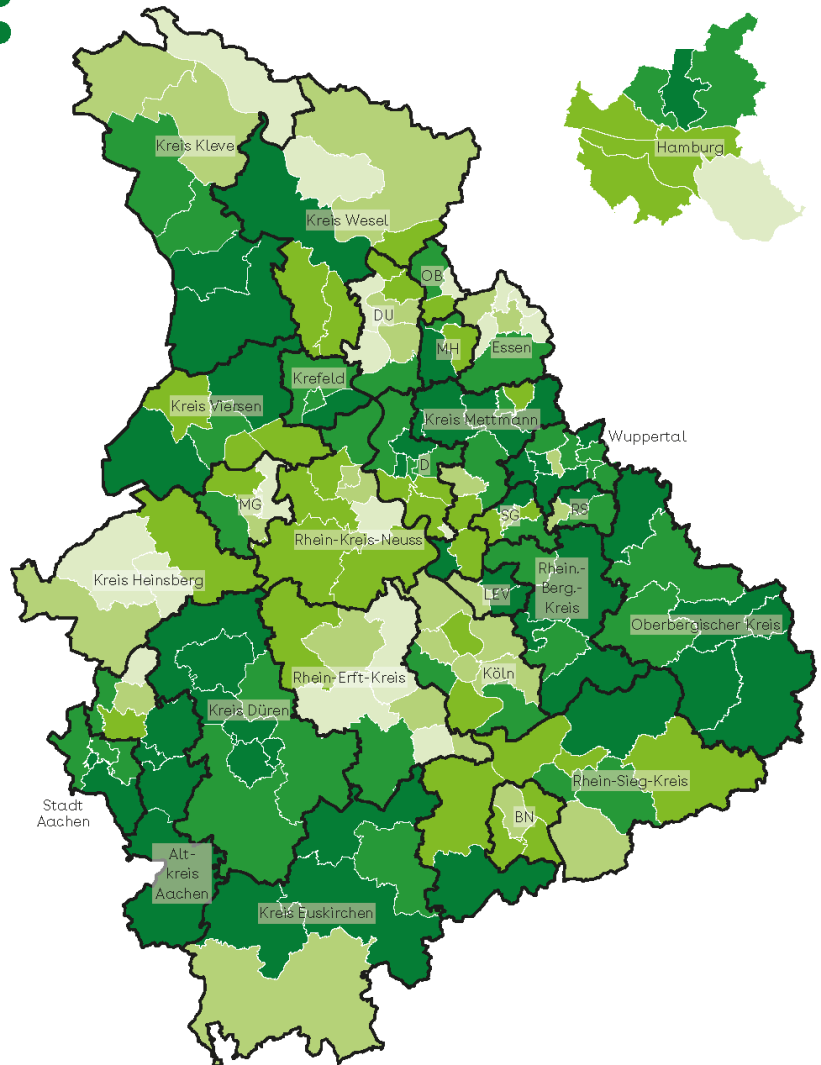 Kreis Kleve
Hamburg
Kreis Wesel
OB
DU
MH
Essen
Krefeld
Kreis Viersen
Kreis Mettmann
Wuppertal
D
MG
SG
RS
Rhein-Kreis-Neuss
Kreis Heinsberg
LEV
Rhein.-
Berg.-
Kreis
Oberbergischer Kreis
Rhein-Erft-Kreis
Köln
Kreis Düren
Rhein-Sieg-Kreis
Stadt
Aachen
BN
Alt-
kreis
Aachen
Kreis Euskirchen